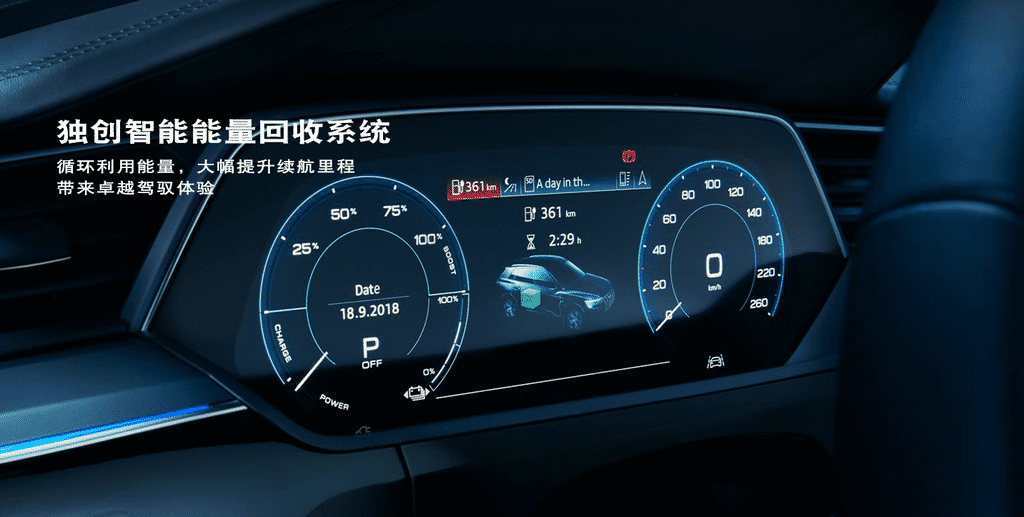 独创智能能量回收系统
循环利用能量，大幅提升续航里程
带来卓越驾驭体验
361 km
SD
A day in th...
361 km
2:29 h
25%
50%
75%
100%
BOOST
100%
0%
CHARGE
POWER
Date
18.9.2018
P
OFF
0
20
40
60
80
100
120
140
180
220
260
0
km/h